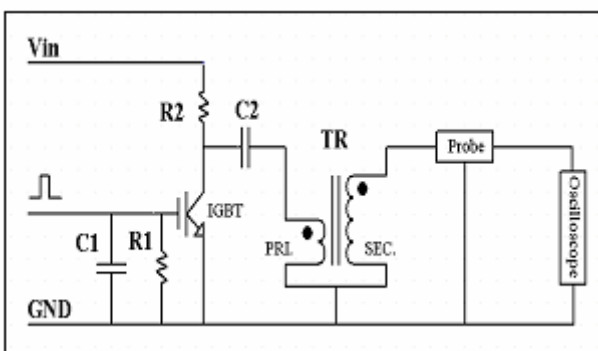 Vin
R2
C2
TR
Probe
Oscilloscope
IGBT
C1
R1
PRI.
SEC.
GND